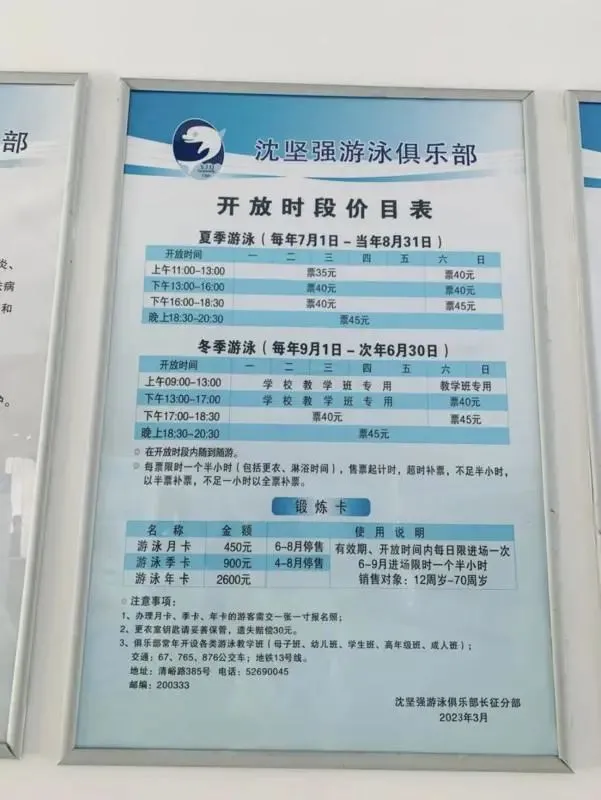 沈坚强游泳俱乐部
开放时段价目表
夏季游泳（每年7月1日－当年8月31日）
开放时间 一 二 三 四 五 六 日
上午11:00-13:00 票35元 票40元
下午13:00-16:00 票40元 票40元
下午16:00-18:30 票40元 票45元
晚上18:30-20:30 票45元
冬季游泳（每年9月1日－次年6月30日）
开放时间 一 二 三 四 五 六 日
上午09:00-13:00 学校教学班专用 教学班专用
下午13:00-17:00 学校教学班专用 票40元
下午17:00-18:30 票40元 票45元
晚上18:30-20:30 票45元
在开放时段内随到随游。
每票限时一个半小时（包括更衣、淋浴时间），售票起计时，超时补票，不足半小时，
以半票补票，不足一小时以全票补票。
锻炼卡
名称 金额 使用说明
游泳月卡 450元 6-8月停售 有效期、开放时间内每日限进场一次
游泳季卡 900元 4-8月停售 6-9月进场限时一个半小时
游泳年卡 2600元 销售对象：12周岁-70周岁
注意事项：
1、办理月卡、季卡、年卡的游客需交一张一寸报名照；
2、更衣室钥匙请妥善保管，遗失赔偿30元。
3、俱乐部常年开设各类游泳教学班（母子班、幼儿班、学生班、高年级班、成人班）；
交通：67、765、876公交车；地铁13号线。
地址：清峪路385号 电话：52690045
邮编：200333
沈坚强游泳俱乐部长征分部
2023年3月
乐部
炎、
法病
和